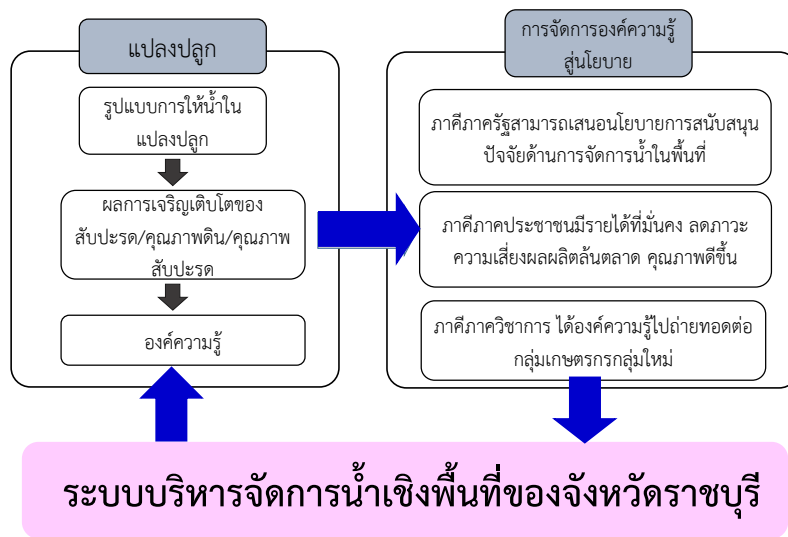 แปลงปลูก
รูปแบบการให้น้ำใน
แปลงปลูก
ผลการเจริญเติบโตของ
สับปะรด/คุณภาพดิน/คุณภาพ
สับปะรด
องค์ความรู้
การจัดการองค์ความรู้
สู่นโยบาย
ภาคีภาครัฐสามารถเสนอนโยบายการสนับสนุน
ปัจจัยด้านการจัดการน้ำในพื้นที่
ภาคีภาคประชาชนมีรายได้ที่มั่นคง ลดภาวะ
ความเสี่ยงผลผลิตล้นตลาด คุณภาพดีขึ้น
ภาคีภาควิชาการ ได้องค์ความรู้ไปถ่ายทอดต่อ
กลุ่มเกษตรกรกลุ่มใหม่
ระบบบริหารจัดการน้ำเชิงพื้นที่ของจังหวัดราชบุรี